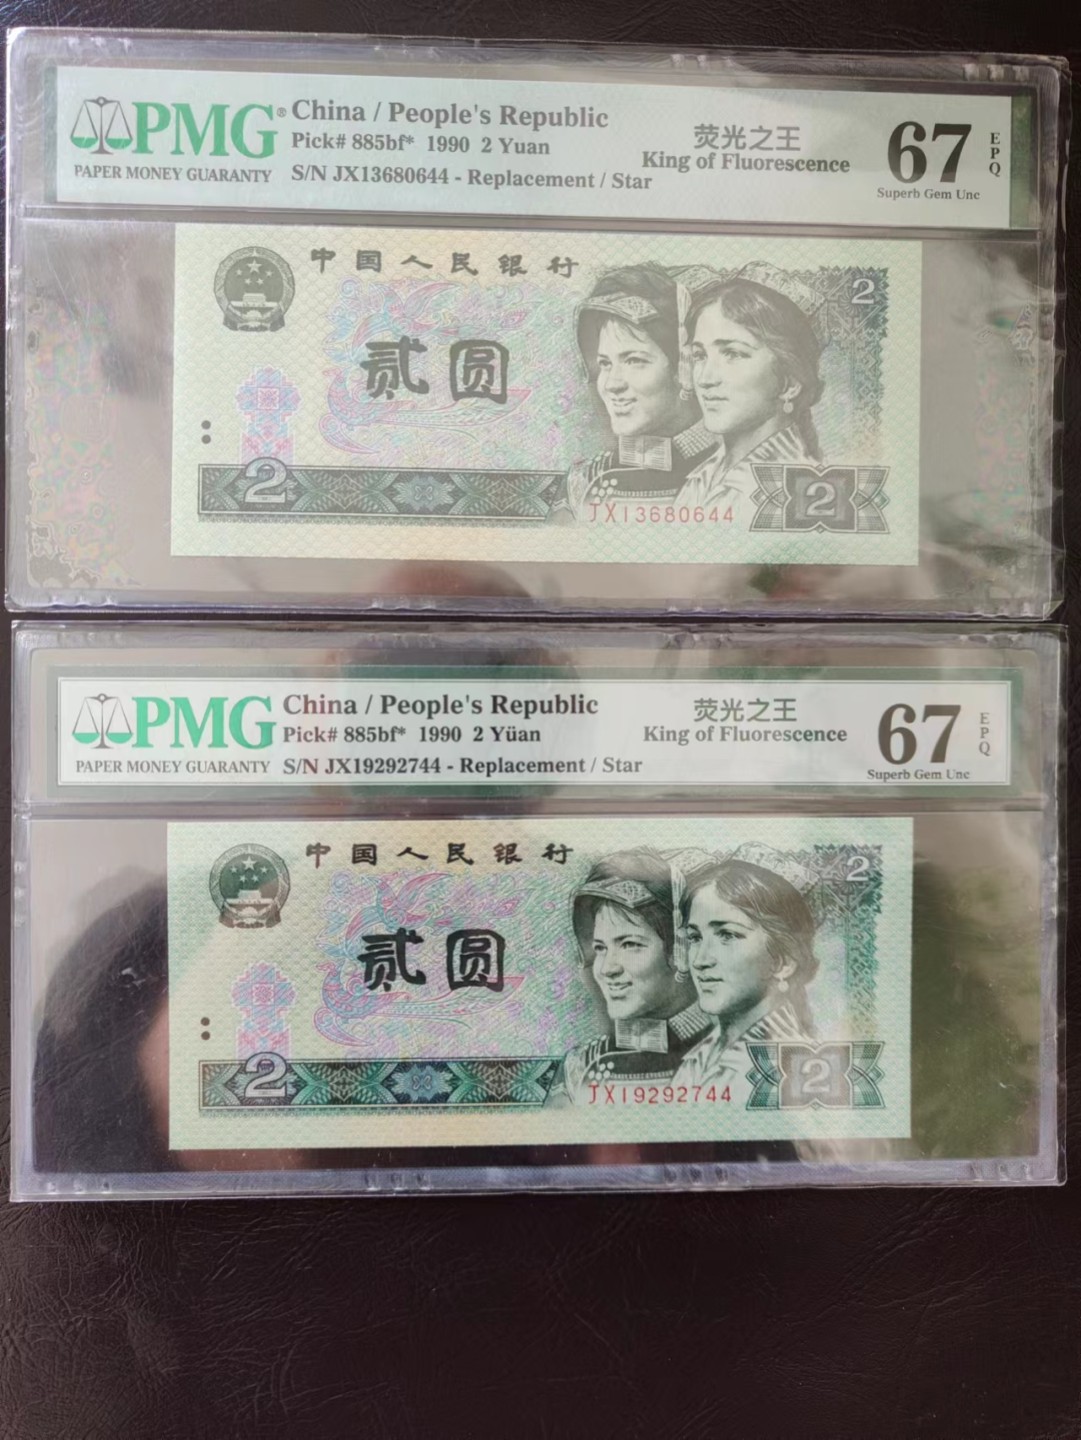 PMG®
PAPER MONEY GUARANTY
China / People's Republic
Pick# 885bf* 1990 2 Yuan
S/N JX13680644 - Replacement / Star
荧光之王
King of Fluorescence
67
EPQ
Superb Gem Unc
中国人民银行
2
贰圆
2
2
JX13680644
PMG
PAPER MONEY GUARANTY
China / People's Republic
Pick# 885bf* 1990 2 Yüan
S/N JX19292744 - Replacement / Star
荧光之王
King of Fluorescence
67
EPQ
Superb Gem Unc
中国人民银行
2
贰圆
2
2
JX19292744